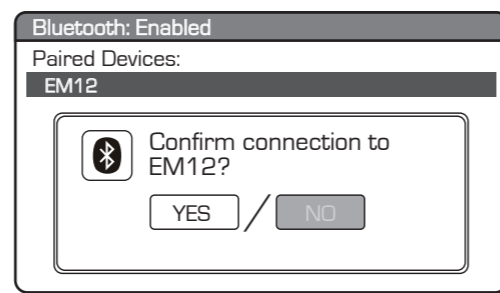 Bluetooth: Enabled
Paired Devices:
EM12
Confirm connection to
EM12?
YES / NO